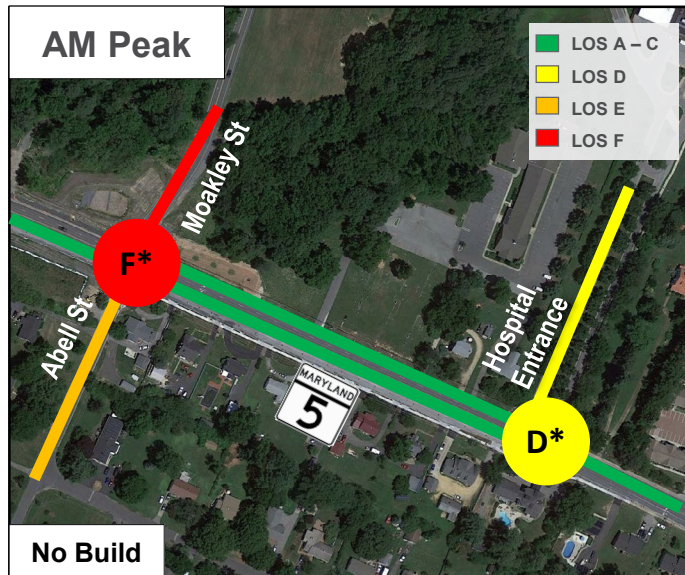 AM Peak
LOS A – C
LOS D
LOS E
LOS F
Moakley St
F*
Abell St
Hospital
Entrance
MARYLAND
5
D*
No Build